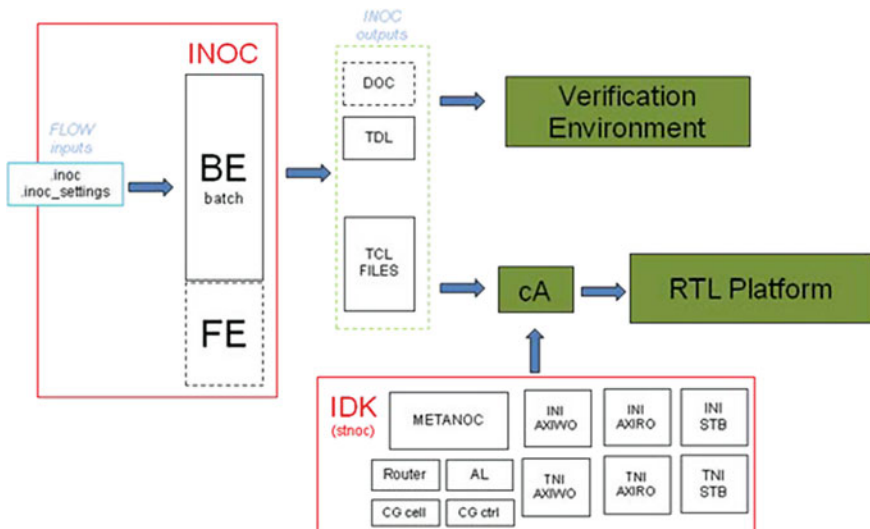 INOC
INOC
outputs
DOC
TDL
TCL
FILES
FLOW
inputs
.inoc
.inoc_settings
BE
batch
FE
Verification
Environment
cA
RTL Platform
IDK
(stnoc)
METANOC
INI
AXIWO
INI
AXIRO
INI
STB
Router
AL
CG cell
CG ctrl
TNI
AXIWO
TNI
AXIRO
TNI
STB